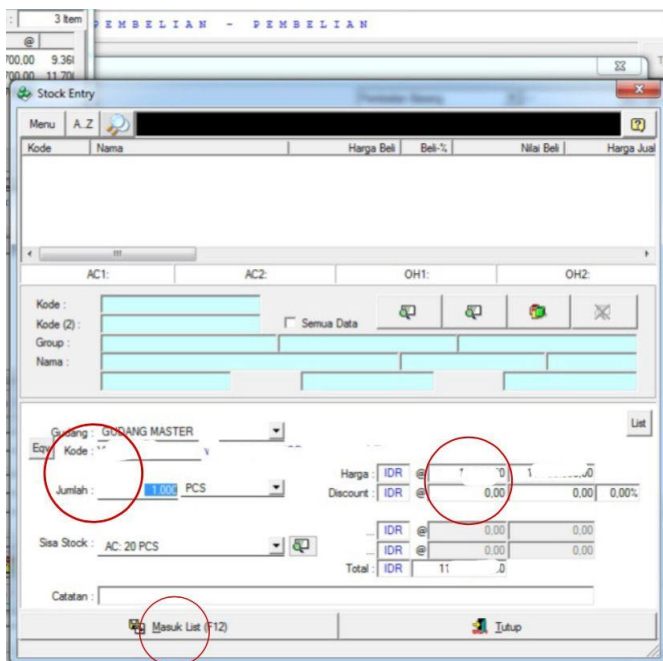 : 3 Item
P E M B E L I A N - P E M B E L I A N
@
700.00 9.36
700.00 11.700
Stock Entry
Menu A..Z
Kode Nama Harga Beli Beli-% Nilai Beli Harga Jual
AC1: AC2: OH1: OH2:
Kode :
Kode (2) : Semua Data
Group :
Nama :
Gudang : GUDANG MASTER List
Eqv Kode :
Harga : IDR @
Jumlah : 1.000 PCS Discount : IDR @ 0,00 0,00 0,00%
... IDR @ 0,00 0,00
Sisa Stock : AC: 20 PCS ... IDR @ 0,00 0,00
Total : IDR
Catatan :
Masuk List (F12) Tutup